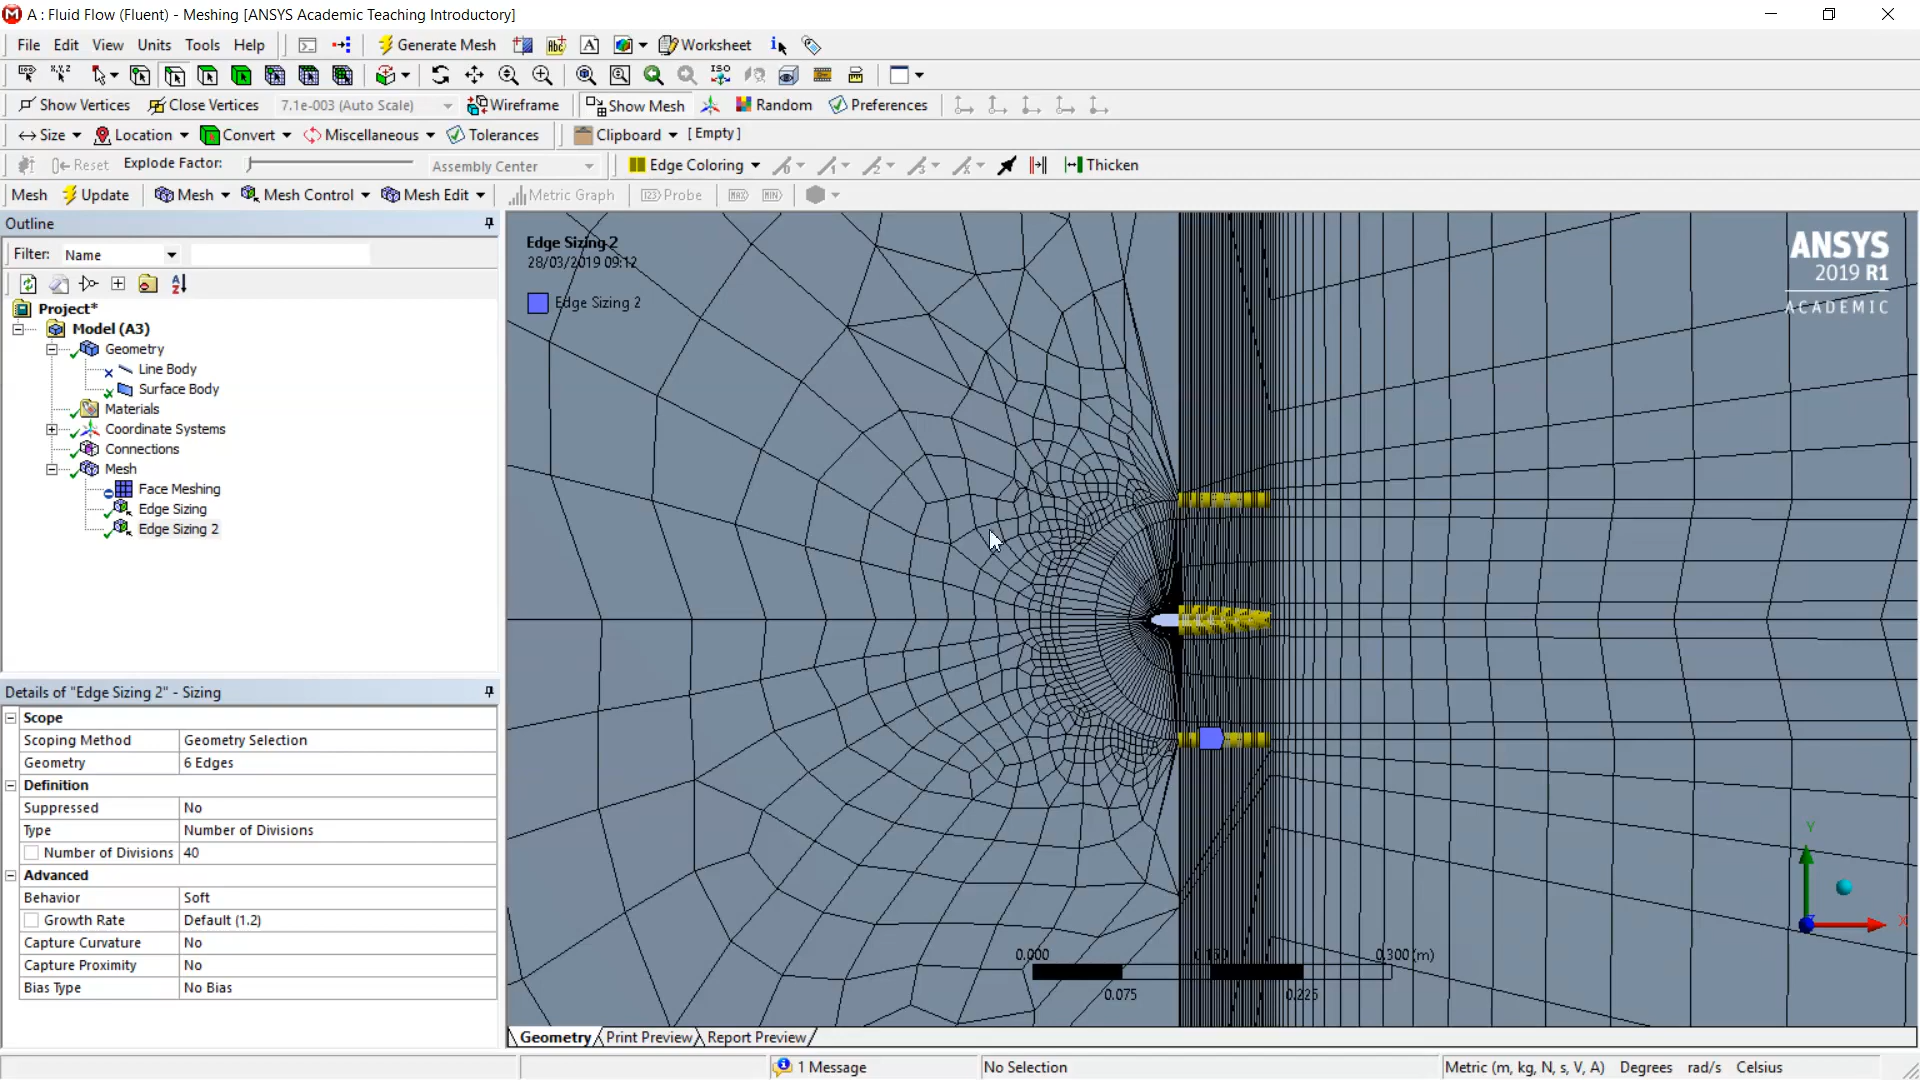 A : Fluid Flow (Fluent) - Meshing [ANSYS Academic Teaching Introductory]
File Edit View Units Tools Help Generate Mesh Worksheet
Show Vertices Close Vertices 7.1e-003 (Auto Scale) Wireframe Show Mesh Random Preferences
Size Location Convert Miscellaneous Tolerances Clipboard [ Empty ]
Reset Explode Factor: Assembly Center Edge Coloring Thicken
Mesh Update Mesh Mesh Control Mesh Edit Metric Graph Probe
Outline
Filter: Name
Project*
Model (A3)
Geometry
Line Body
Surface Body
Materials
Coordinate Systems
Connections
Mesh
Face Meshing
Edge Sizing
Edge Sizing 2
Details of "Edge Sizing 2" - Sizing
Scope
Scoping Method Geometry Selection
Geometry 6 Edges
Definition
Suppressed No
Type Number of Divisions
Number of Divisions 40
Advanced
Behavior Soft
Growth Rate Default (1.2)
Capture Curvature No
Capture Proximity No
Bias Type No Bias
Edge Sizing 2
28/03/2019 09:12
Edge Sizing 2
ANSYS
2019 R1
ACADEMIC
Y
X
0.000 0.150 0.300 (m)
0.075 0.225
Geometry Print Preview Report Preview
1 Message No Selection Metric (m, kg, N, s, V, A) Degrees rad/s Celsius